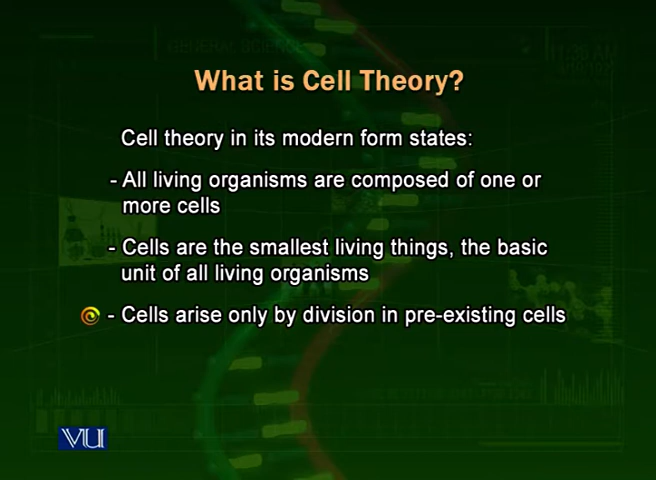 GENERAL SCIENCE
What is Cell Theory?
Cell theory in its modern form states:
- All living organisms are composed of one or
more cells
- Cells are the smallest living things, the basic
unit of all living organisms
- Cells arise only by division in pre-existing cells
VU